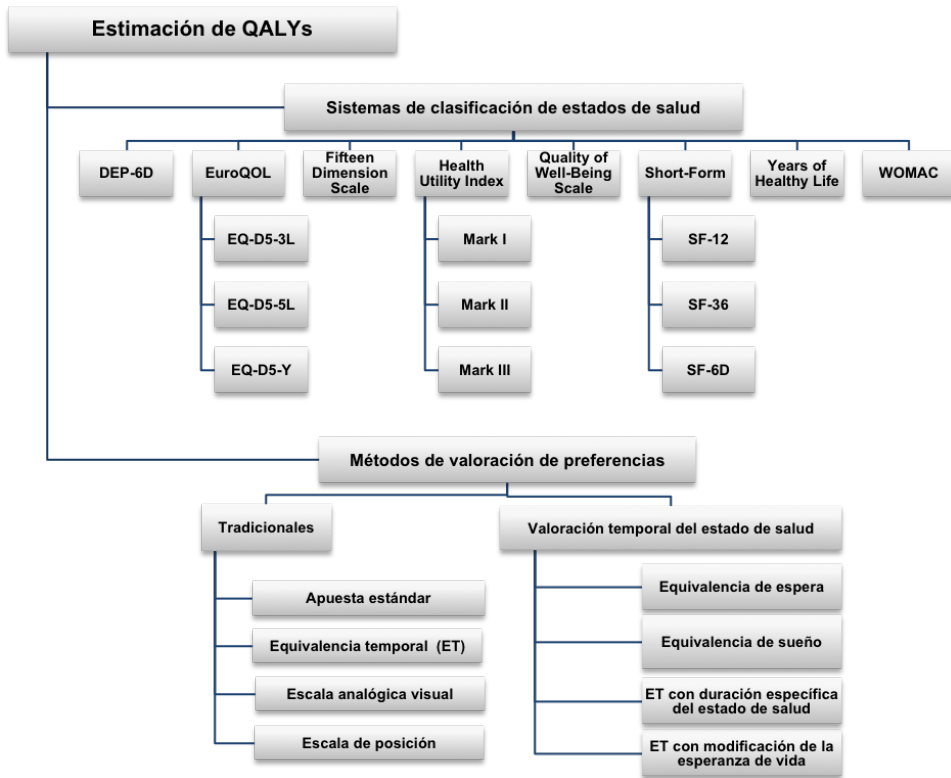 Estimación de QALYs
Sistemas de clasificación de estados de salud
DEP-6D
EuroQOL
Fifteen
Dimension
Scale
Health
Utility Index
Quality of
Well-Being
Scale
Short-Form
Years of
Healthy Life
WOMAC
EQ-D5-3L
EQ-D5-5L
EQ-D5-Y
Mark I
Mark II
Mark III
SF-12
SF-36
SF-6D
Métodos de valoración de preferencias
Tradicionales
Apuesta estándar
Equivalencia temporal (ET)
Escala analógica visual
Escala de posición
Valoración temporal del estado de salud
Equivalencia de espera
Equivalencia de sueño
ET con duración específica
del estado de salud
ET con modificación de la
esperanza de vida